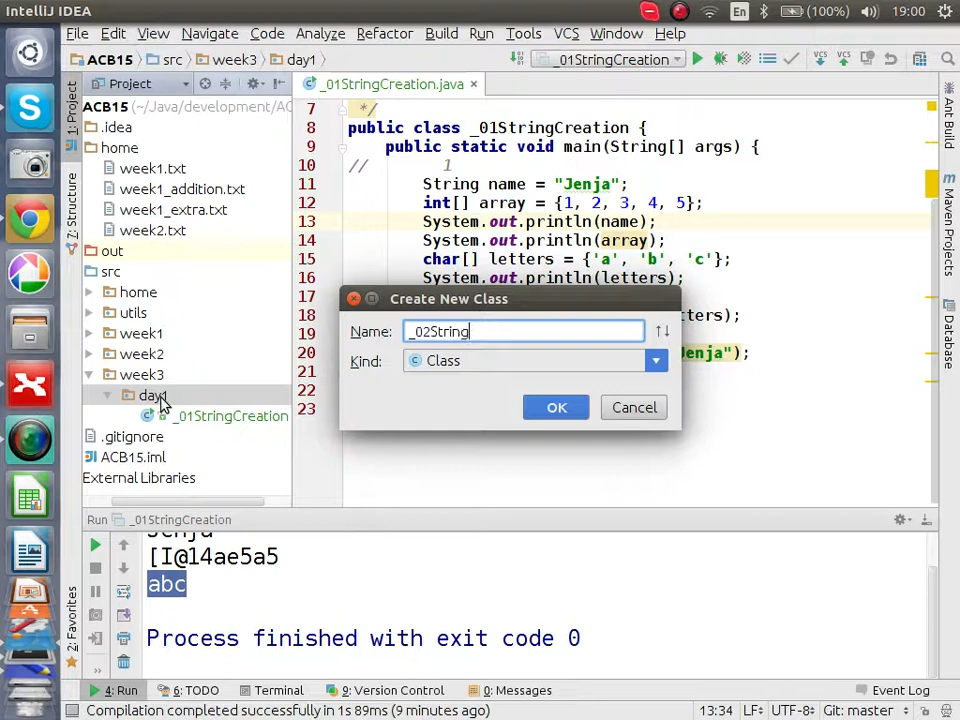 IntelliJ IDEA En (100%) 19:00
File Edit View Navigate Code Analyze Refactor Build Run Tools VCS Window Help
ACB15 src week3 day1 _01StringCreation VCS VCS
1: Project
7: Structure
2: Favorites
Project
ACB15 (~/Java/development/AC
.idea
home
week1.txt
week1_addition.txt
week1_extra.txt
week2.txt
out
src
home
utils
week1
week2
week3
day1
_01StringCreation
.gitignore
ACB15.iml
External Libraries
_01StringCreation.java
7 */
8 public class _01StringCreation {
9 public static void main(String[] args) {
10 // 1
11 String name = "Jenja";
12 int[] array = {1, 2, 3, 4, 5};
13 System.out.println(name);
14 System.out.println(array);
15 char[] letters = {'a', 'b', 'c'};
16 System.out.println(letters);
17
18 ters);
19
20 Jenja");
21
22
23
Create New Class
Name: _02String
Kind: Class
OK Cancel
Ant Build
Maven Projects
Database
Run _01StringCreation
Jenja
[I@14ae5a5
abc
Process finished with exit code 0
4: Run 6: TODO Terminal 9: Version Control 0: Messages Event Log
Compilation completed successfully in 1s 89ms (9 minutes ago) 13:34 LF÷ UTF-8÷ Git: master÷